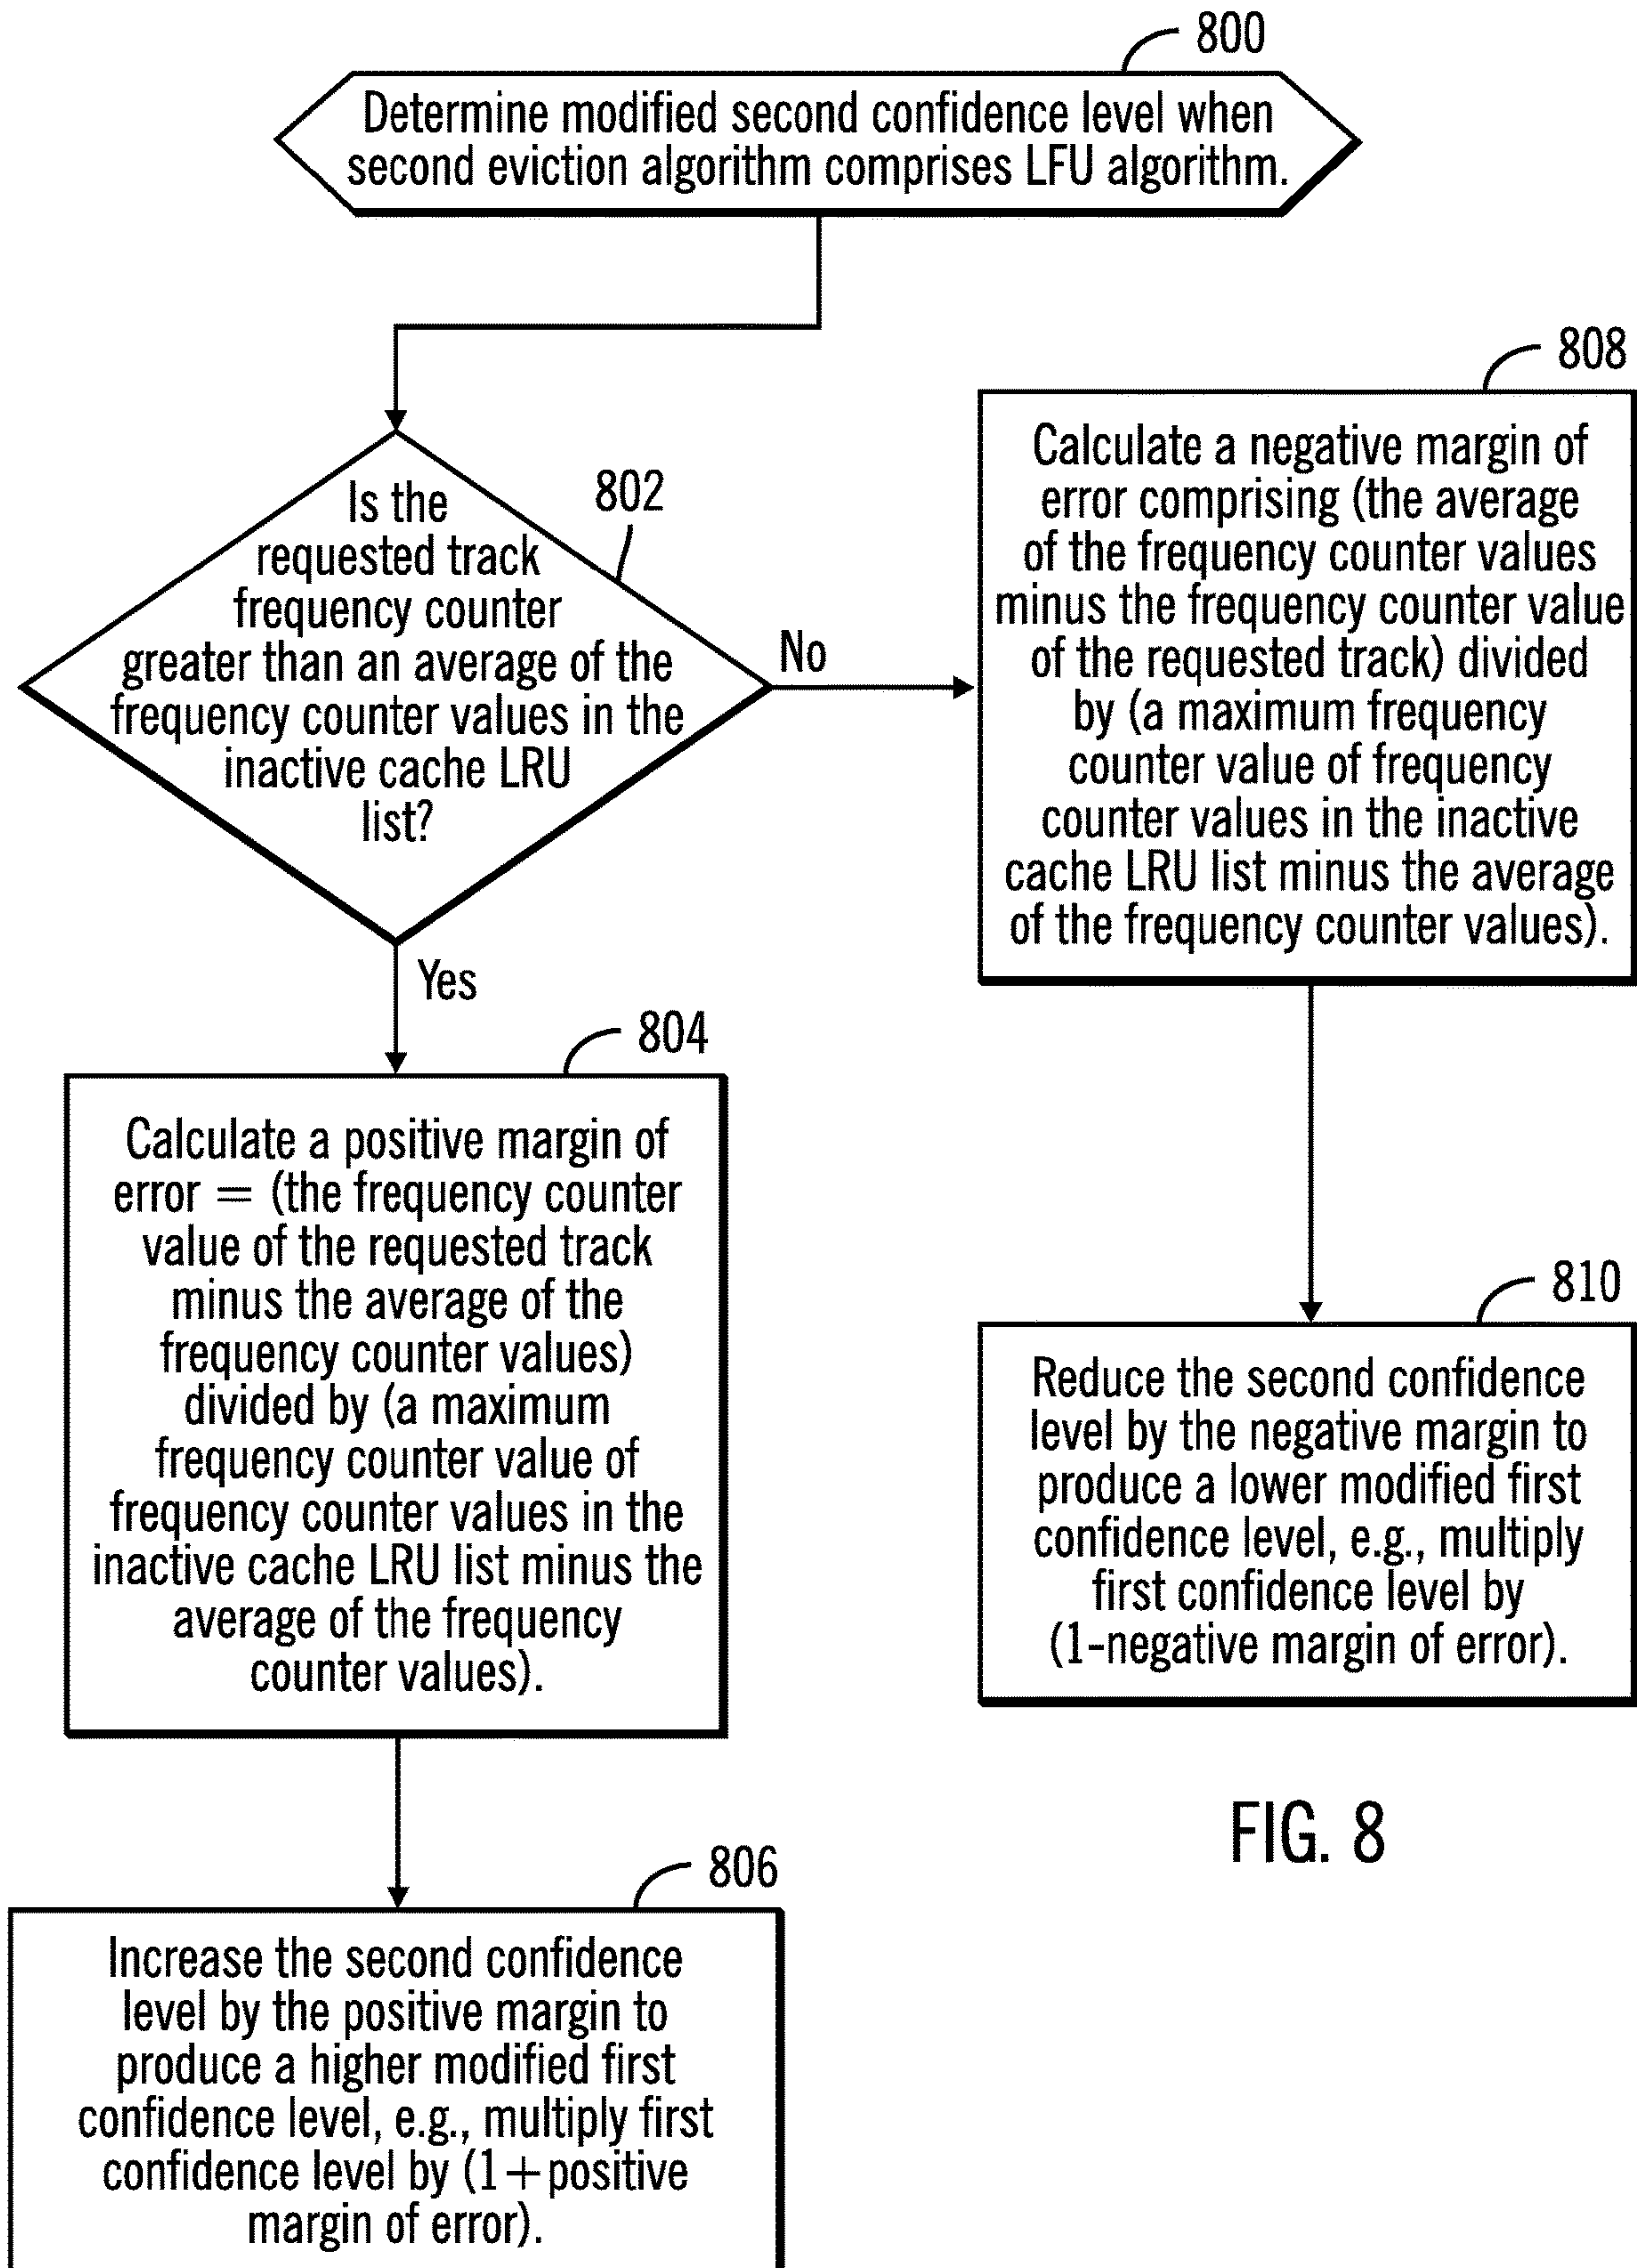 800
Determine modified second confidence level when
second eviction algorithm comprises LFU algorithm.
802
Is the
requested track
frequency counter
greater than an average of the
frequency counter values in the
inactive cache LRU
list?
No
Yes
808
Calculate a negative margin of
error comprising (the average
of the frequency counter values
minus the frequency counter value
of the requested track) divided
by (a maximum frequency
counter value of frequency
counter values in the inactive
cache LRU list minus the average
of the frequency counter values).
804
Calculate a positive margin of
error = (the frequency counter
value of the requested track
minus the average of the
frequency counter values)
divided by (a maximum
frequency counter value of
frequency counter values in the
inactive cache LRU list minus the
average of the frequency
counter values).
810
Reduce the second confidence
level by the negative margin to
produce a lower modified first
confidence level, e.g., multiply
first confidence level by
(1-negative margin of error).
806
Increase the second confidence
level by the positive margin to
produce a higher modified first
confidence level, e.g., multiply first
confidence level by (1+positive
margin of error).
FIG. 8